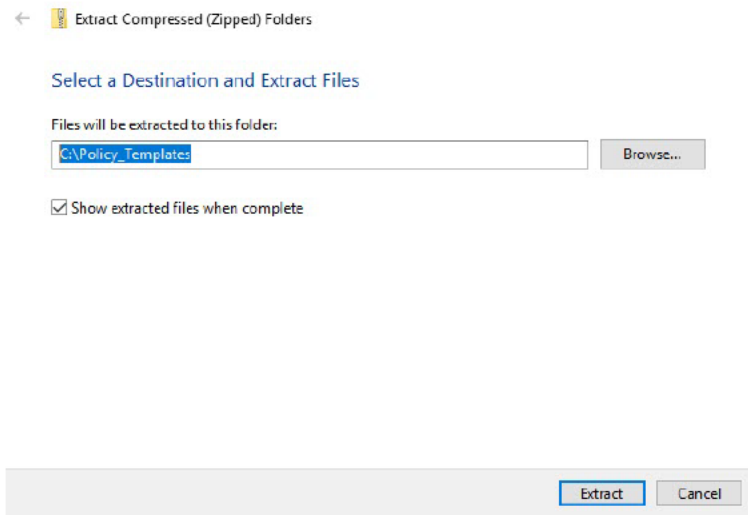 Extract Compressed (Zipped) Folders
Select a Destination and Extract Files
Files will be extracted to this folder:
C:\Policy_Templates
Browse...
Show extracted files when complete
Extract
Cancel